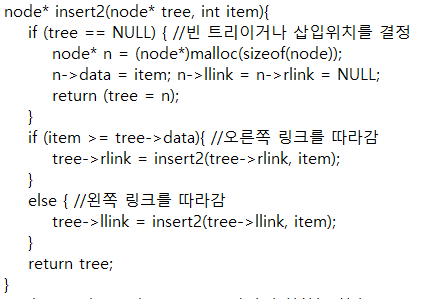 node* insert2(node* tree, int item){
if (tree == NULL) { //빈 트리이거나 삽입위치를 결정
node* n = (node*)malloc(sizeof(node));
n->data = item; n->llink = n->rlink = NULL;
return (tree = n);
}
if (item >= tree->data){ //오른쪽 링크를 따라감
tree->rlink = insert2(tree->rlink, item);
}
else { //왼쪽 링크를 따라감
tree->llink = insert2(tree->llink, item);
}
return tree;
}